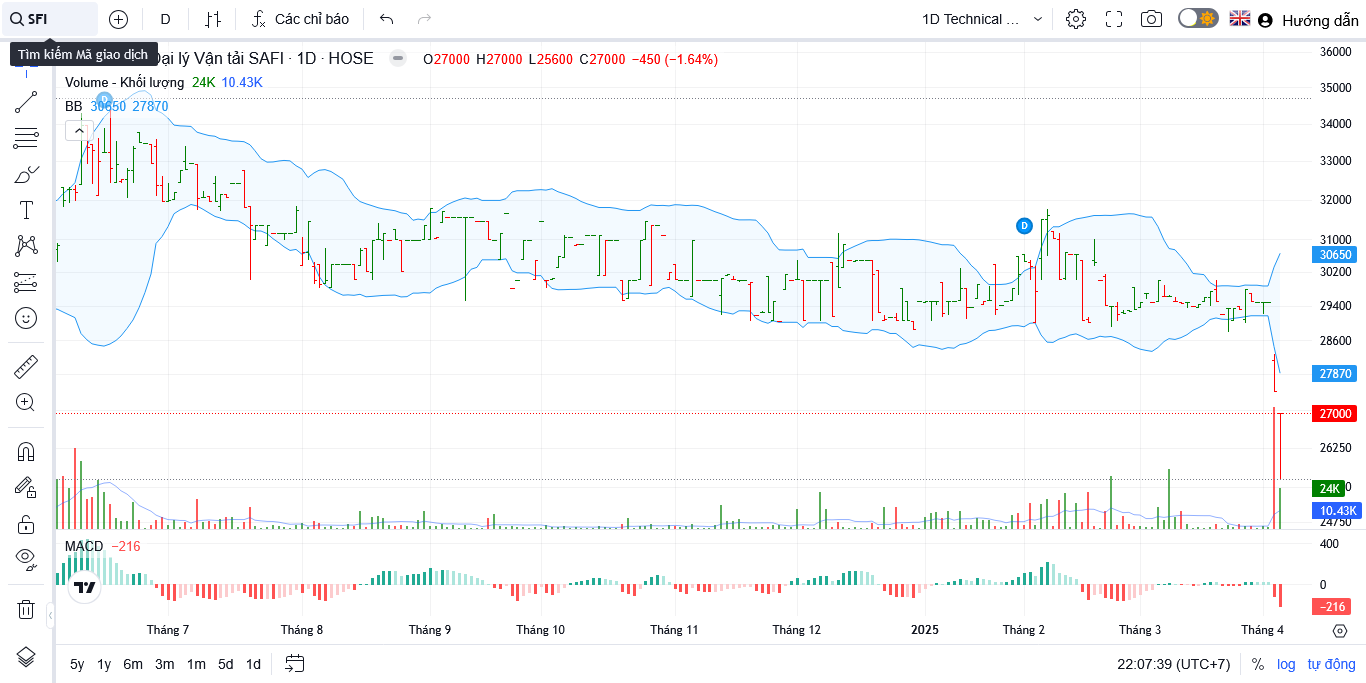 SFI
D
Các chỉ báo
1D Technical ...
Hướng dẫn
Tìm kiếm Mã giao dịch
Đại lý Vận tải SAFI · 1D · HOSE
O27000 H27000 L25600 C27000 −450 (−1.64%)
Volume - Khối lượng 24K 10.43K
BB 30650 27870
D
D
36000
35000
34000
33000
32000
31000
30650
30200
29400
28600
27870
27000
26250
24K
10.43K
24750
MACD −216
400
0
−216
Tháng 7
Tháng 8
Tháng 9
Tháng 10
Tháng 11
Tháng 12
2025
Tháng 2
Tháng 3
Tháng 4
5y 1y 6m 3m 1m 5d 1d
22:07:39 (UTC+7)
% log tự động